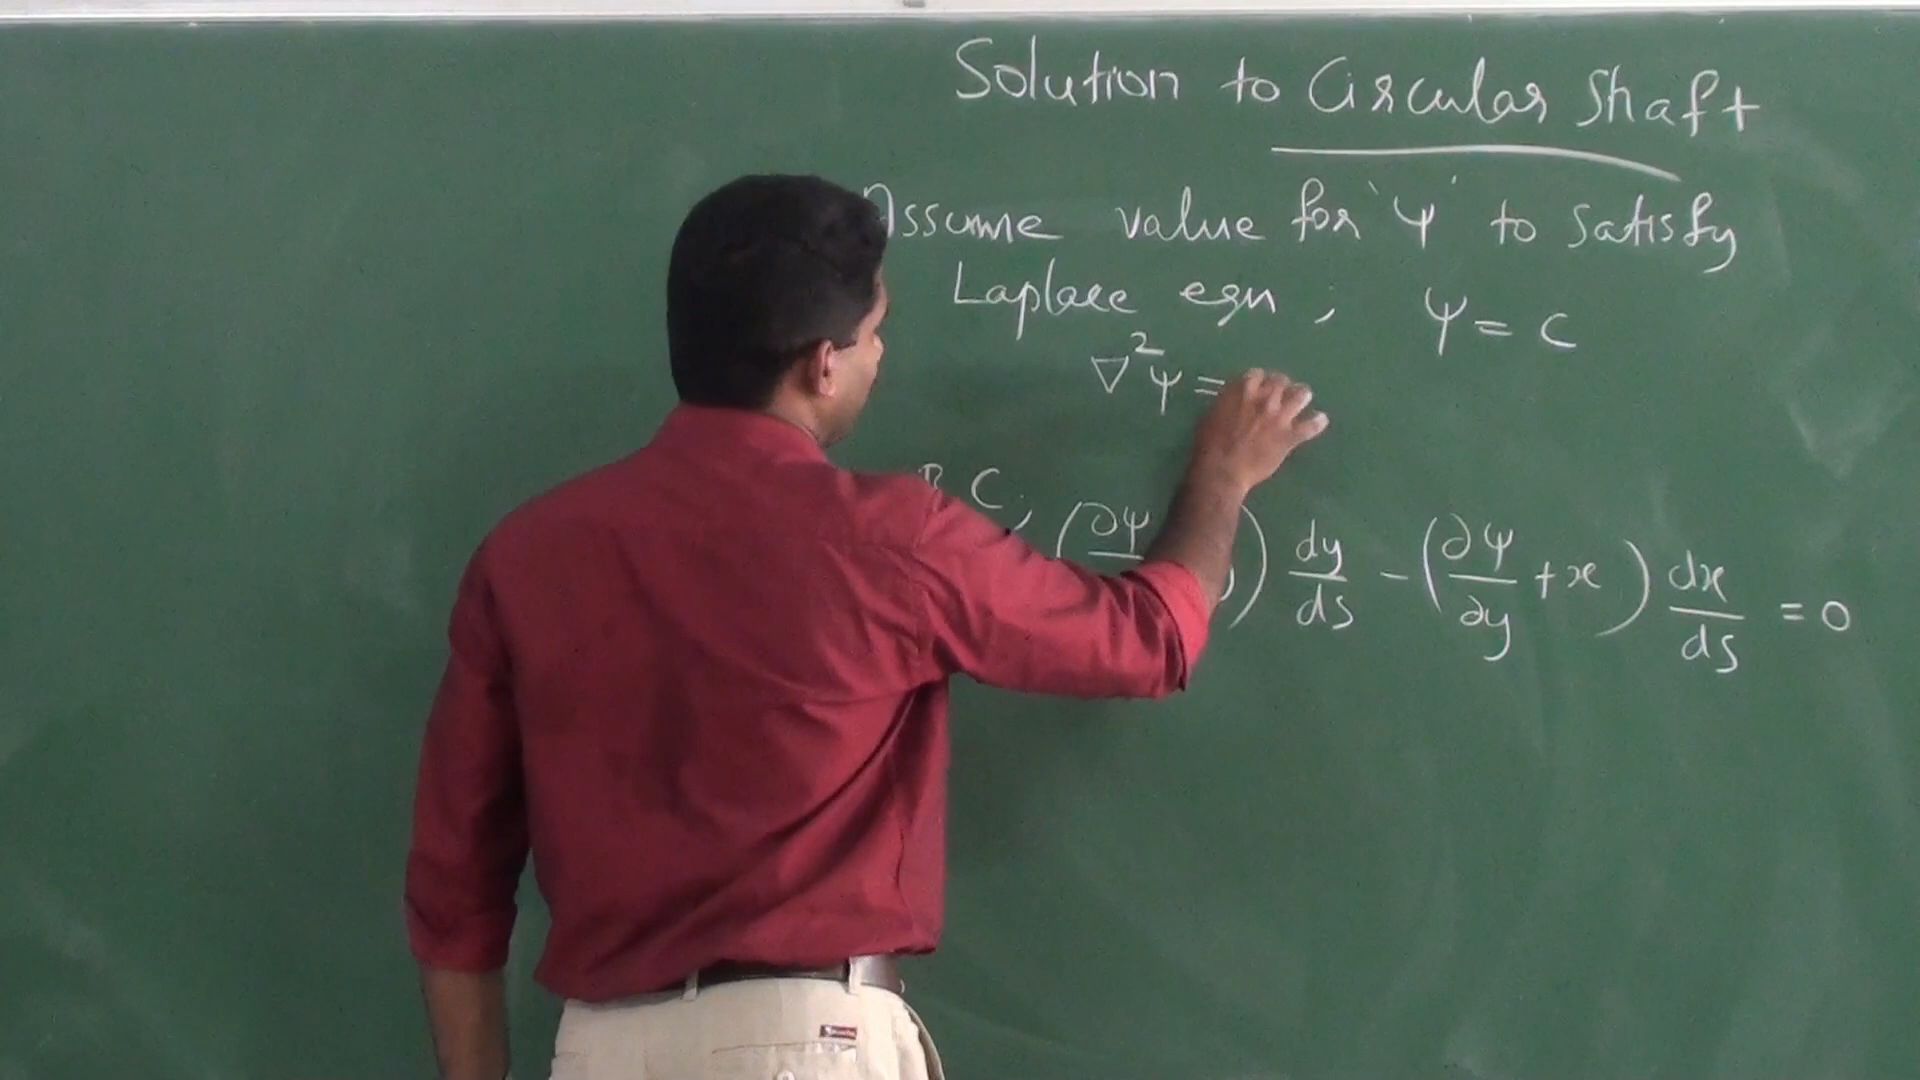 Solution to Circular Shaft
Assume value for 'ψ' to satisfy
Laplace eqn ; ψ = c
∇²ψ =
B C, (∂ψ ) dy/ds - (∂ψ/∂y + x) dx/ds = 0